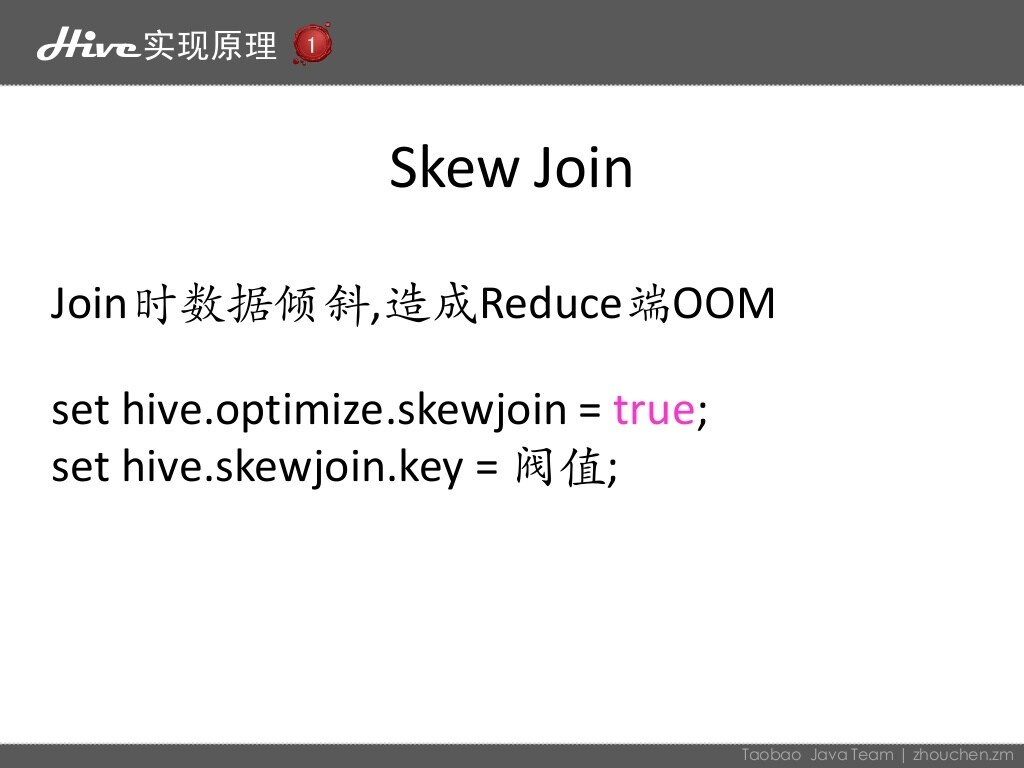 Hive实现原理 1
Skew Join
Join时数据倾斜,造成Reduce端OOM
set hive.optimize.skewjoin = true;
set hive.skewjoin.key = 阀值;
Taobao Java Team | zhouchen.zm